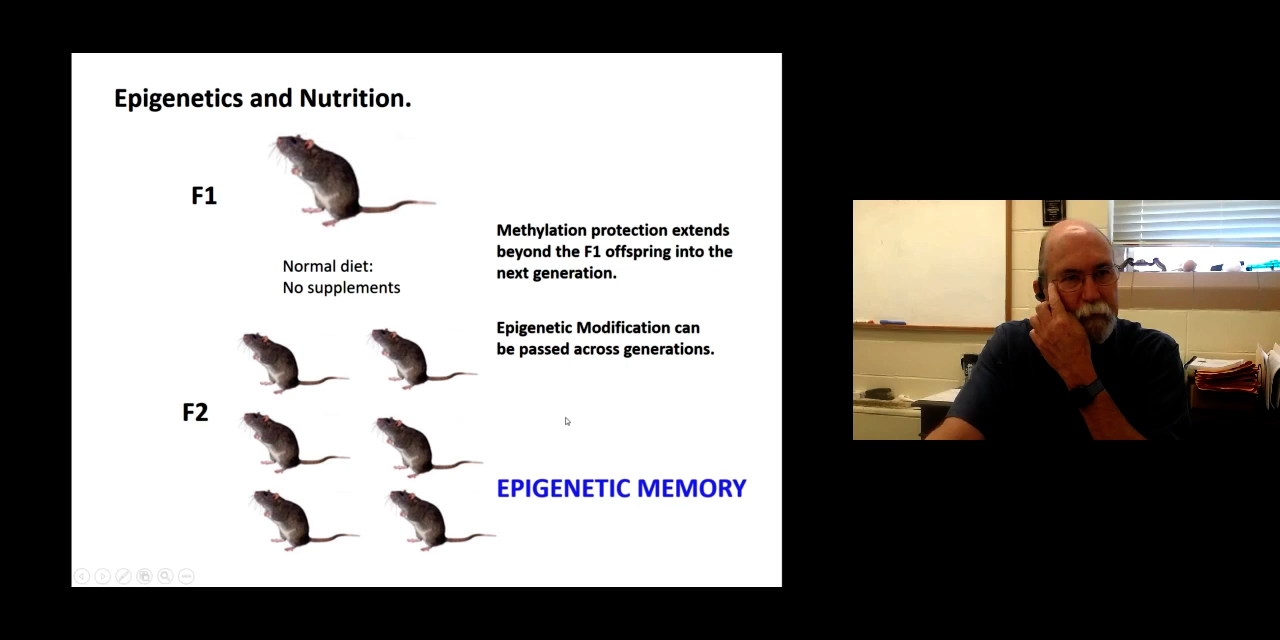 Epigenetics and Nutrition.
F1
Methylation protection extends
beyond the F1 offspring into the
next generation.
Normal diet:
No supplements
Epigenetic Modification can
be passed across generations.
F2
EPIGENETIC MEMORY